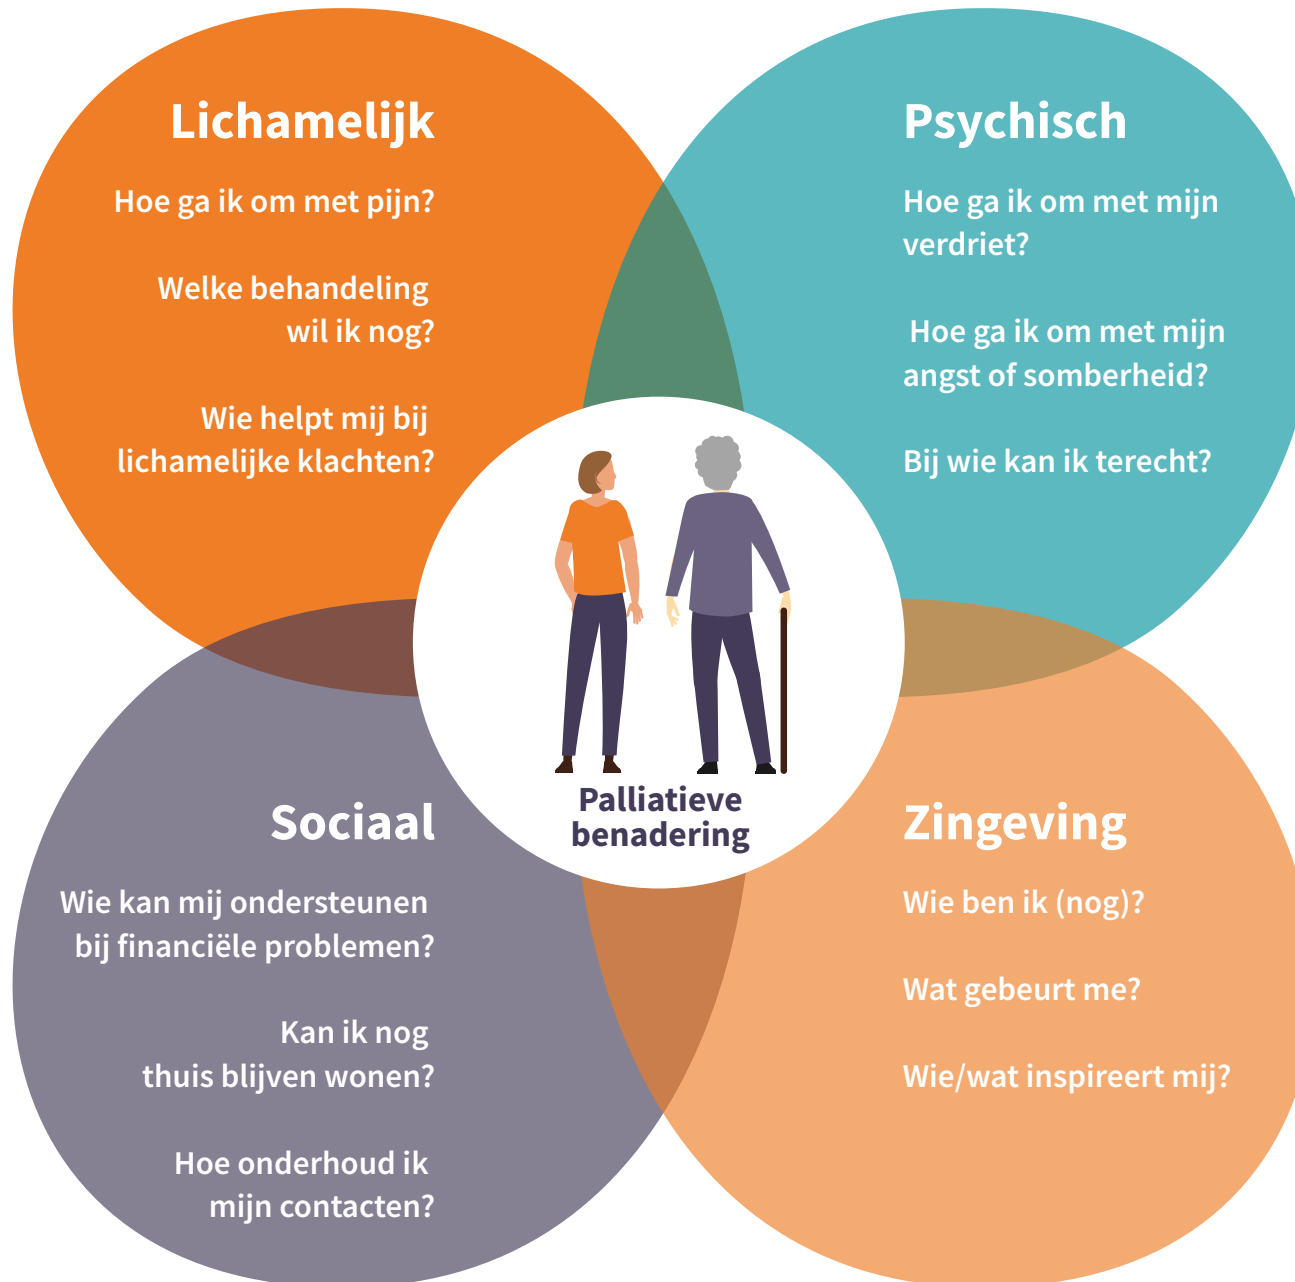 Lichamelijk
Hoe ga ik om met pijn?
Welke behandeling
wil ik nog?
Wie helpt mij bij
lichamelijke klachten?
Psychisch
Hoe ga ik om met mijn
verdriet?
Hoe ga ik om met mijn
angst of somberheid?
Bij wie kan ik terecht?
Palliatieve
benadering
Sociaal
Wie kan mij ondersteunen
bij financiële problemen?
Kan ik nog
thuis blijven wonen?
Hoe onderhoud ik
mijn contacten?
Zingeving
Wie ben ik (nog)?
Wat gebeurt me?
Wie/wat inspireert mij?